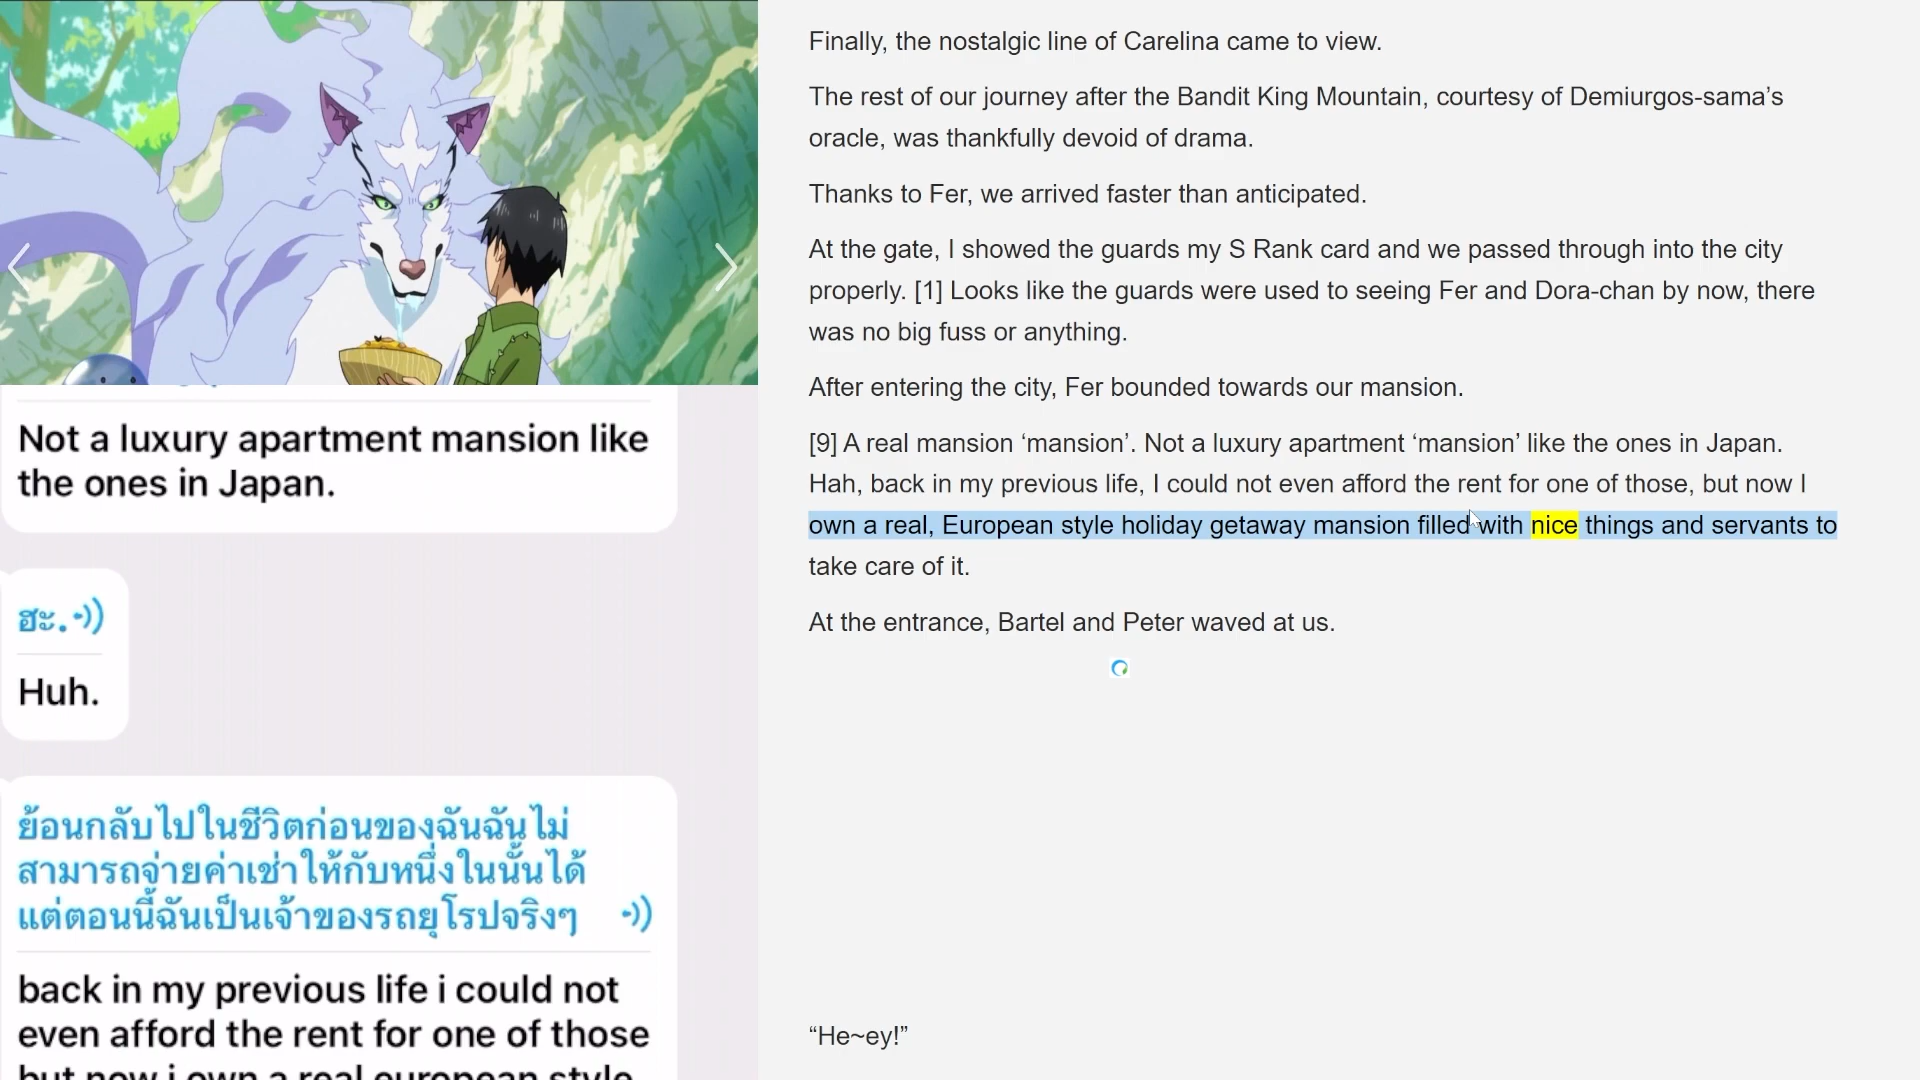 Not a luxury apartment mansion like
the ones in Japan.
ฮะ.
Huh.
ย้อนกลับไปในชีวิตก่อนของฉันฉันไม่
สามารถจ่ายค่าเช่าให้กับหนึ่งในนั้นได้
แต่ตอนนี้ฉันเป็นเจ้าของรถยุโรปจริงๆ
back in my previous life i could not
even afford the rent for one of those
but now i own a real european style
Finally, the nostalgic line of Carelina came to view.
The rest of our journey after the Bandit King Mountain, courtesy of Demiurgos-sama’s
oracle, was thankfully devoid of drama.
Thanks to Fer, we arrived faster than anticipated.
At the gate, I showed the guards my S Rank card and we passed through into the city
properly. [1] Looks like the guards were used to seeing Fer and Dora-chan by now, there
was no big fuss or anything.
After entering the city, Fer bounded towards our mansion.
[9] A real mansion ‘mansion’. Not a luxury apartment ‘mansion’ like the ones in Japan.
Hah, back in my previous life, I could not even afford the rent for one of those, but now I
own a real, European style holiday getaway mansion filled with nice things and servants to
take care of it.
At the entrance, Bartel and Peter waved at us.
“He~ey!”